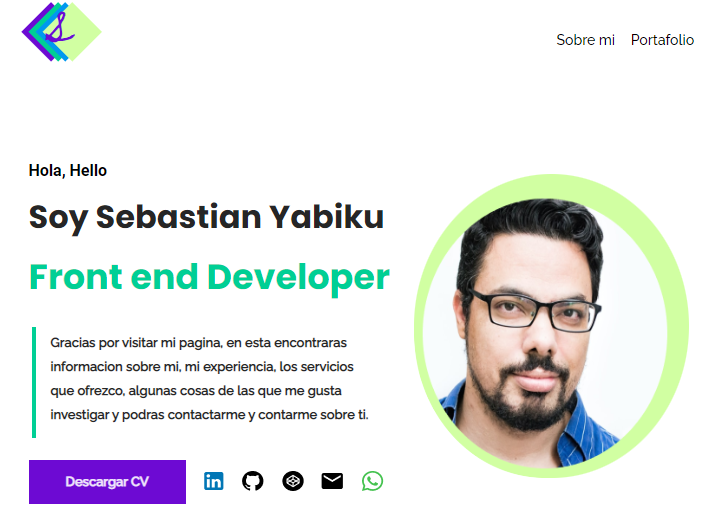 S
Sobre mi Portafolio
Hola, Hello
Soy Sebastian Yabiku
Front end Developer
Gracias por visitar mi pagina, en esta encontraras
informacion sobre mi, mi experiencia, los servicios
que ofrezco, algunas cosas de las que me gusta
investigar y podras contactarme y contarme sobre ti.
Descargar CV
in